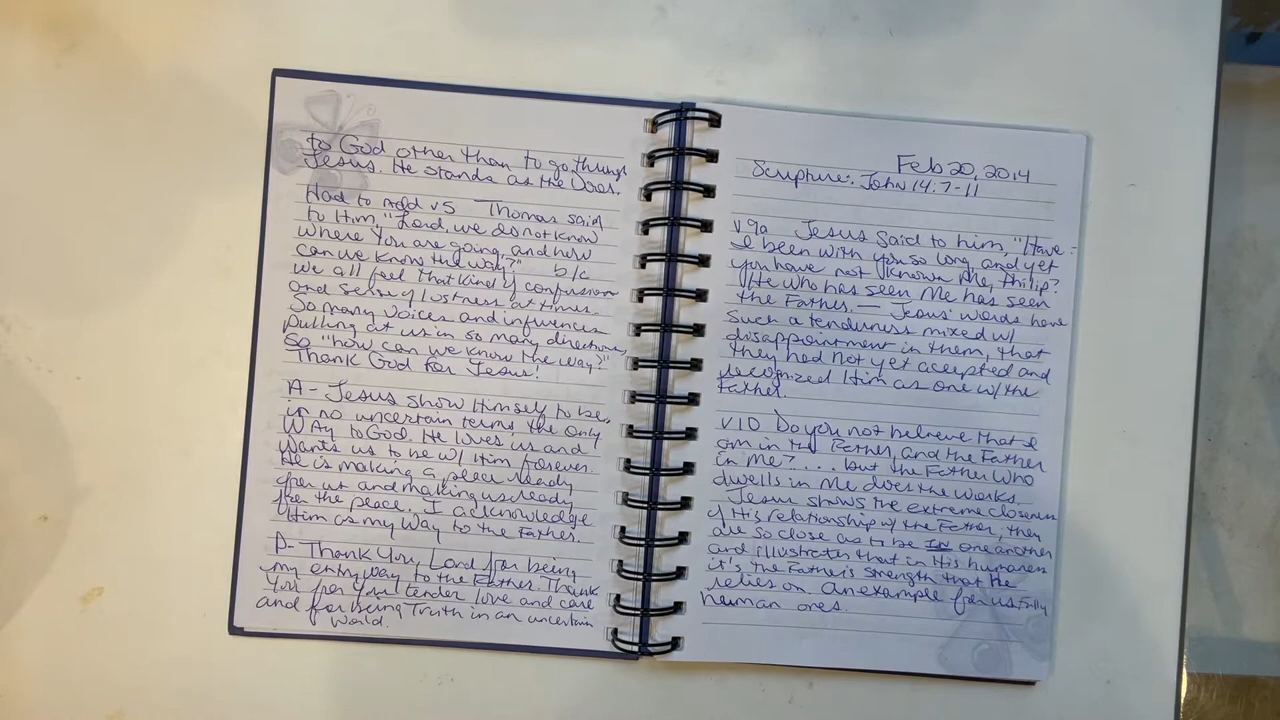 to God other than to go through
Jesus. He stands as the Door.
Had to add v5 Thomas said
to Him, "Lord, we do not know
where You are going, and how
can we know the way?" b/c
we all feel that kind of confusion
and sense of lostness at times.
So many voices and influences
pulling at us in so many directions,
so "how can we know the way?"
Thank God for Jesus!
A- Jesus show Himself to be,
in no uncertain terms the only
Way to God. He loves us and
wants us to be w/ Him forever.
He is making a place ready
for us and making us ready
for the peace. I acknowledge
Him as my Way to the Father.
P- Thank You, Lord for being
my entryway to the Father. Thank
You for your tender love and care
and for being Truth in an uncertain
world.
Feb 20, 2014
Scripture: John 14:7-11
v9a Jesus said to him, "Have
I been with you so long, and yet
you have not known Me, Philip?
He who has seen Me has seen
the Father, — Jesus' words have
such a tenderness mixed w/
disappointment in them, that
they had not yet accepted and
recognized Him as one w/ the
Father.
v10 Do you not believe that I
am in the Father, and the Father
in Me? .... but the Father Who
dwells in Me does the works.
Jesus shows the extreme closeness
of His relationship w/ the Father, they
are so close as to be IN one another
and illustrates that in His humaness
it's the Father's strength that He
relies on. An example for us, fully
human ones.